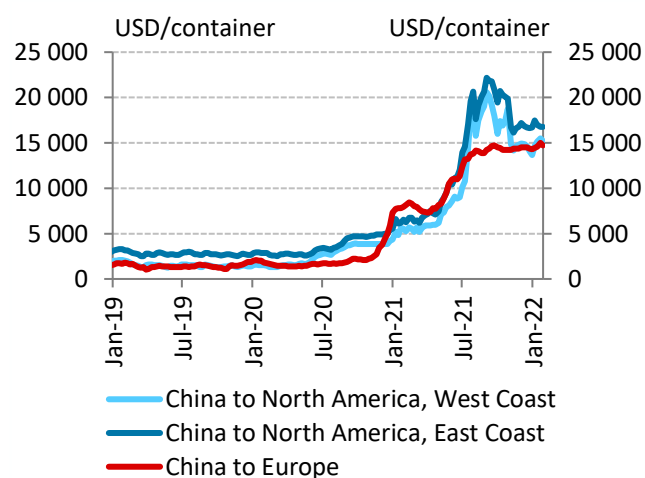 USD/container USD/container
25 000 25 000
20 000 20 000
15 000 15 000
10 000 10 000
5 000 5 000
0 0
Jan-19 Jul-19 Jan-20 Jul-20 Jan-21 Jul-21 Jan-22
China to North America, West Coast
China to North America, East Coast
China to Europe